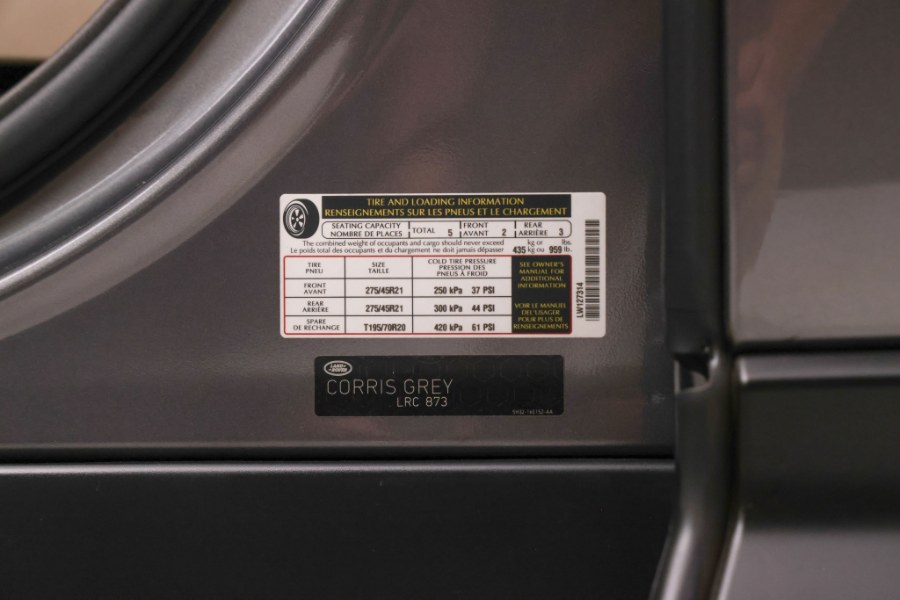 TIRE AND LOADING INFORMATION
RENSEIGNEMENTS SUR LES PNEUS ET LE CHARGEMENT
SEATING CAPACITY
NOMBRE DE PLACES
TOTAL 5
FRONT
AVANT 2
REAR
ARRIÈRE 3
The combined weight of occupants and cargo should never exceed
Le poids total des occupants et du chargement ne doit jamais dépasser
435 kg or
kg ou
959 lbs.
lb.
TIRE
PNEU
SIZE
TAILLE
COLD TIRE PRESSURE
PRESSION DES
PNEUS À FROID
FRONT
AVANT
275/45R21
250 kPa 37 PSI
REAR
ARRIÈRE
275/45R21
300 kPa 44 PSI
SPARE
DE RECHANGE
T195/70R20
420 kPa 61 PSI
SEE OWNER'S
MANUAL FOR
ADDITIONAL
INFORMATION
VOIR LE MANUEL
DE L'USAGER
POUR PLUS DE
RENSEIGNEMENTS
LW127314
LAND-
ROVER
CORRIS GREY
LRC 873